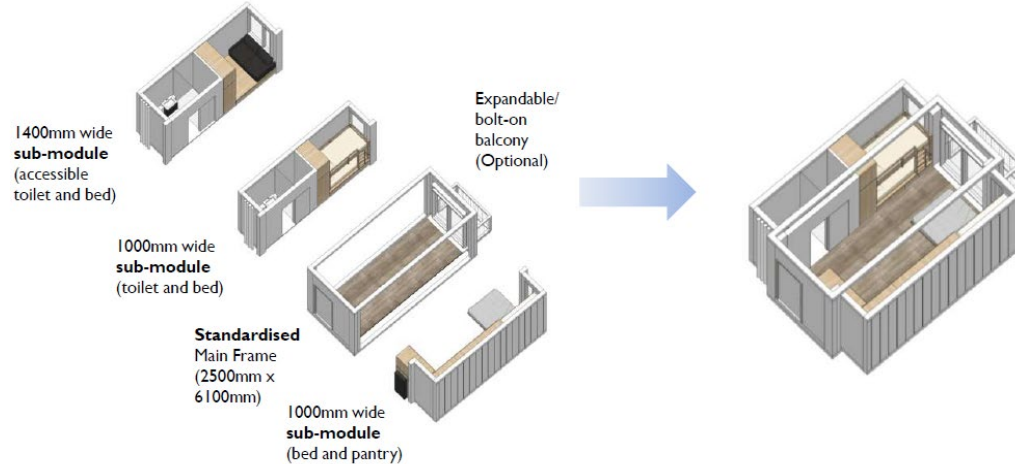 1400mm wide
sub-module
(accessible
toilet and bed)
1000mm wide
sub-module
(toilet and bed)
Standardised
Main Frame
(2500mm x
6100mm)
1000mm wide
sub-module
(bed and pantry)
Expandable/
bolt-on
balcony
(Optional)